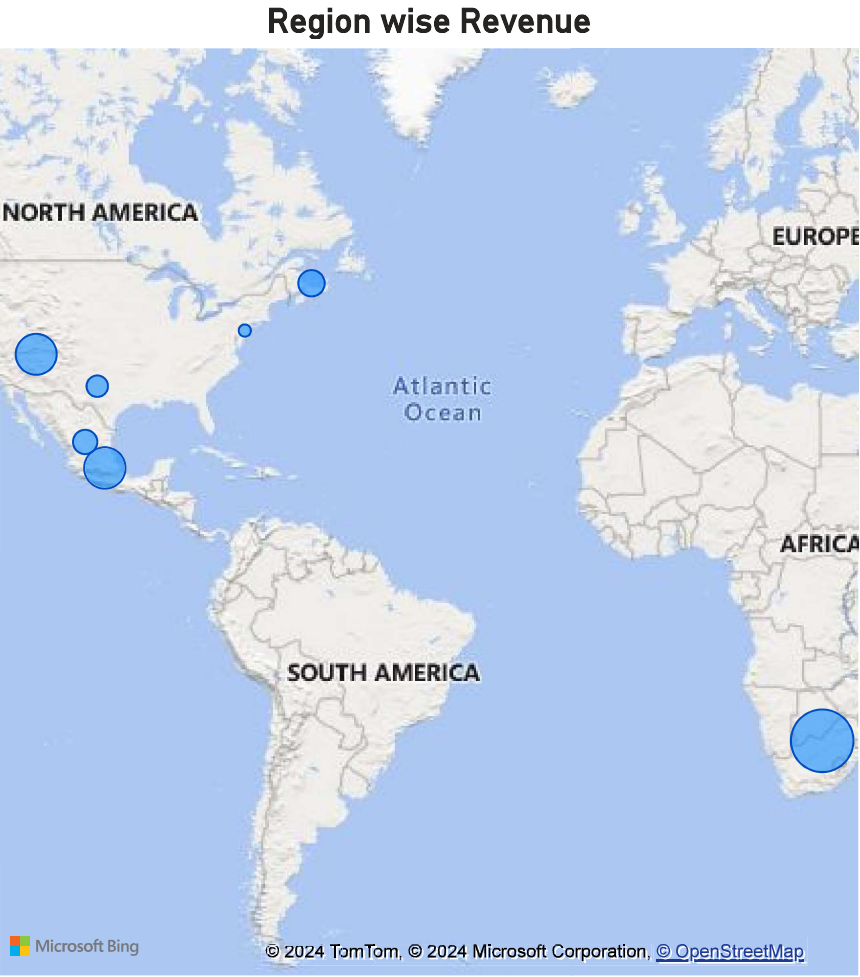 Region wise Revenue
NORTH AMERICA
EUROPE
Atlantic
Ocean
AFRICA
SOUTH AMERICA
Microsoft Bing
© 2024 TomTom, © 2024 Microsoft Corporation, © OpenStreetMap